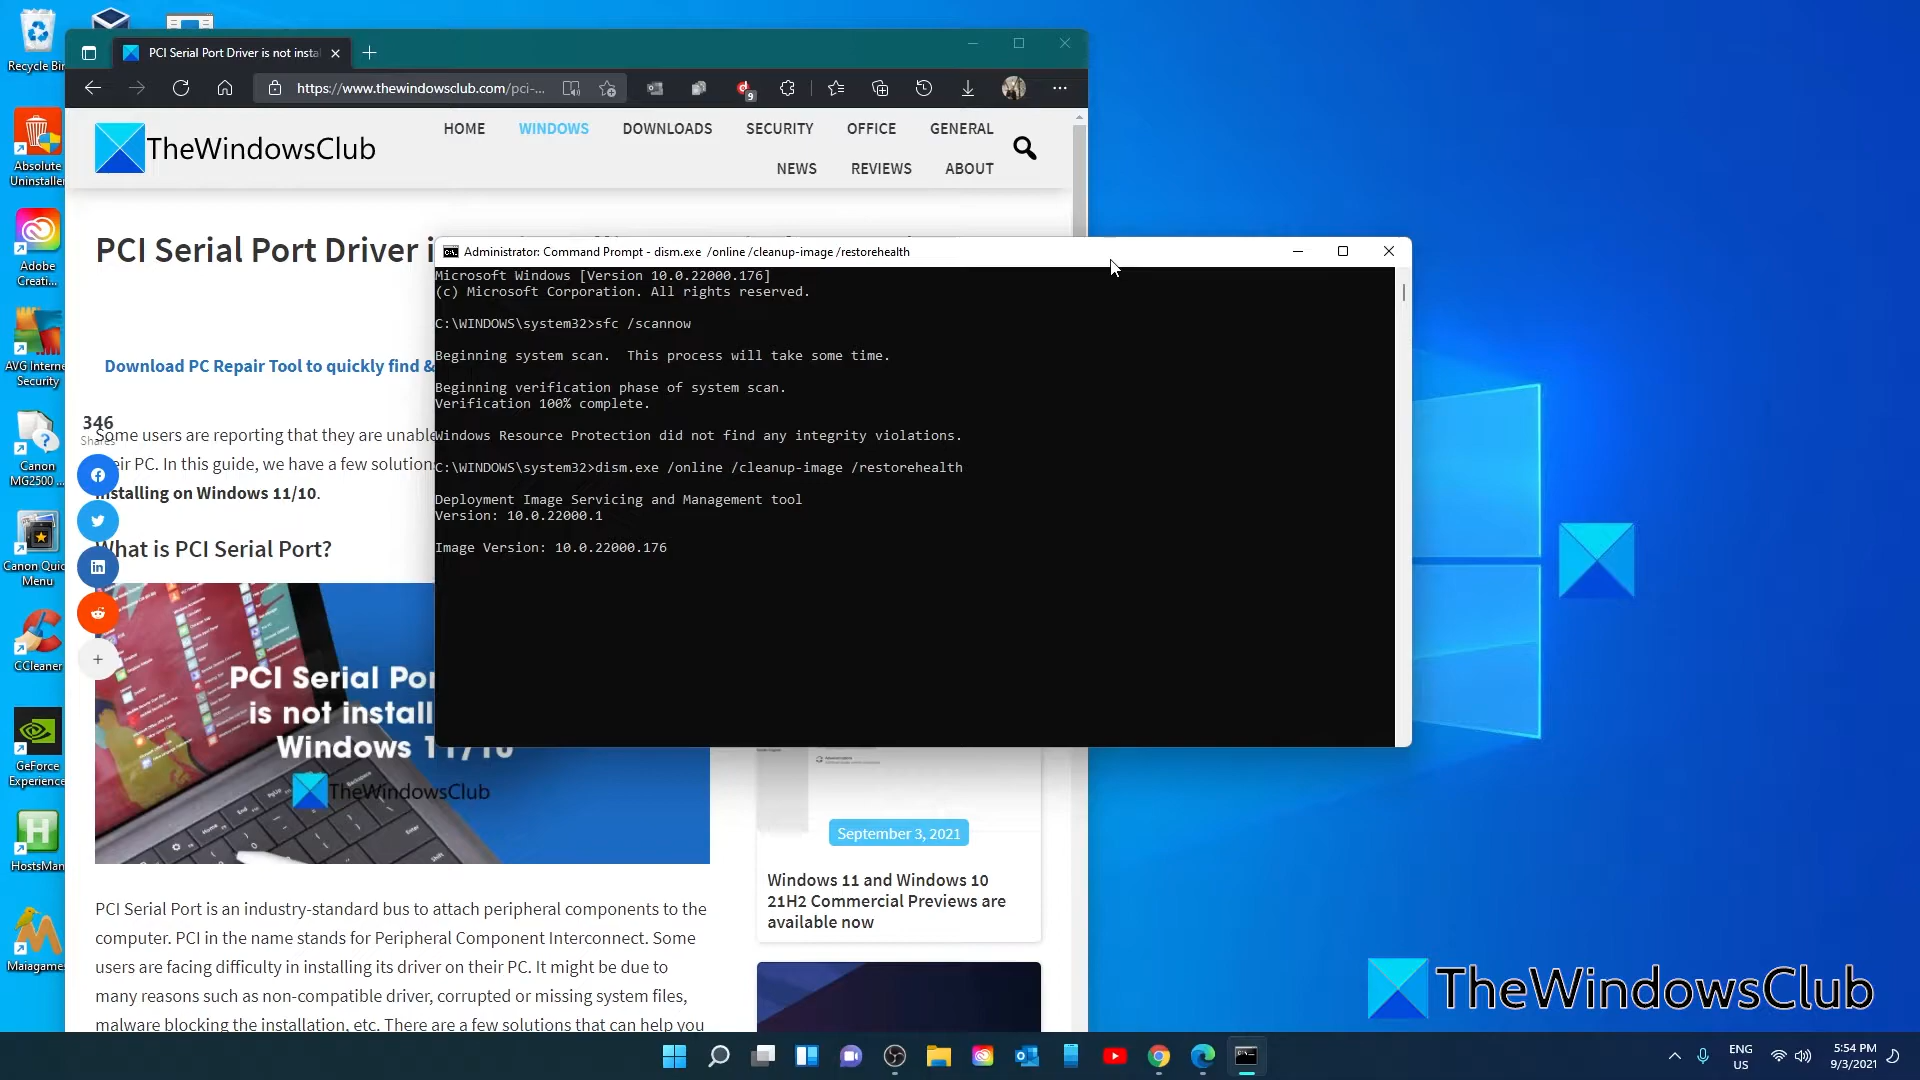 Recycle Bin
Absolute
Uninstaller
Adobe
Creati...
AVG Interne
Security
Canon
MG2500 ...
Canon Quic
Menu
CCleaner
GeForce
Experience
HostsMan
Maiagames
PCI Serial Port Driver is not insta
https://www.thewindowsclub.com/pci-...
9
TheWindowsClub
HOME WINDOWS DOWNLOADS SECURITY OFFICE GENERAL
NEWS REVIEWS ABOUT
PCI Serial Port Driver i
Download PC Repair Tool to quickly find &
346
Shares
Some users are reporting that they are unable
their PC. In this guide, we have a few solution
installing on Windows 11/10.
What is PCI Serial Port?
PCI Serial Por
is not install
Windows 11/10
TheWindowsClub
PCI Serial Port is an industry-standard bus to attach peripheral components to the
computer. PCI in the name stands for Peripheral Component Interconnect. Some
users are facing difficulty in installing its driver on their PC. It might be due to
many reasons such as non-compatible driver, corrupted or missing system files,
malware blocking the installation, etc. There are a few solutions that can help you
September 3, 2021
Windows 11 and Windows 10
21H2 Commercial Previews are
available now
Administrator: Command Prompt - dism.exe /online /cleanup-image /restorehealth
Microsoft Windows [Version 10.0.22000.176]
(c) Microsoft Corporation. All rights reserved.
C:\WINDOWS\system32>sfc /scannow
Beginning system scan.  This process will take some time.
Beginning verification phase of system scan.
Verification 100% complete.
Windows Resource Protection did not find any integrity violations.
C:\WINDOWS\system32>dism.exe /online /cleanup-image /restorehealth
Deployment Image Servicing and Management tool
Version: 10.0.22000.1
Image Version: 10.0.22000.176
TheWindowsClub
ENG
US
5:54 PM
9/3/2021